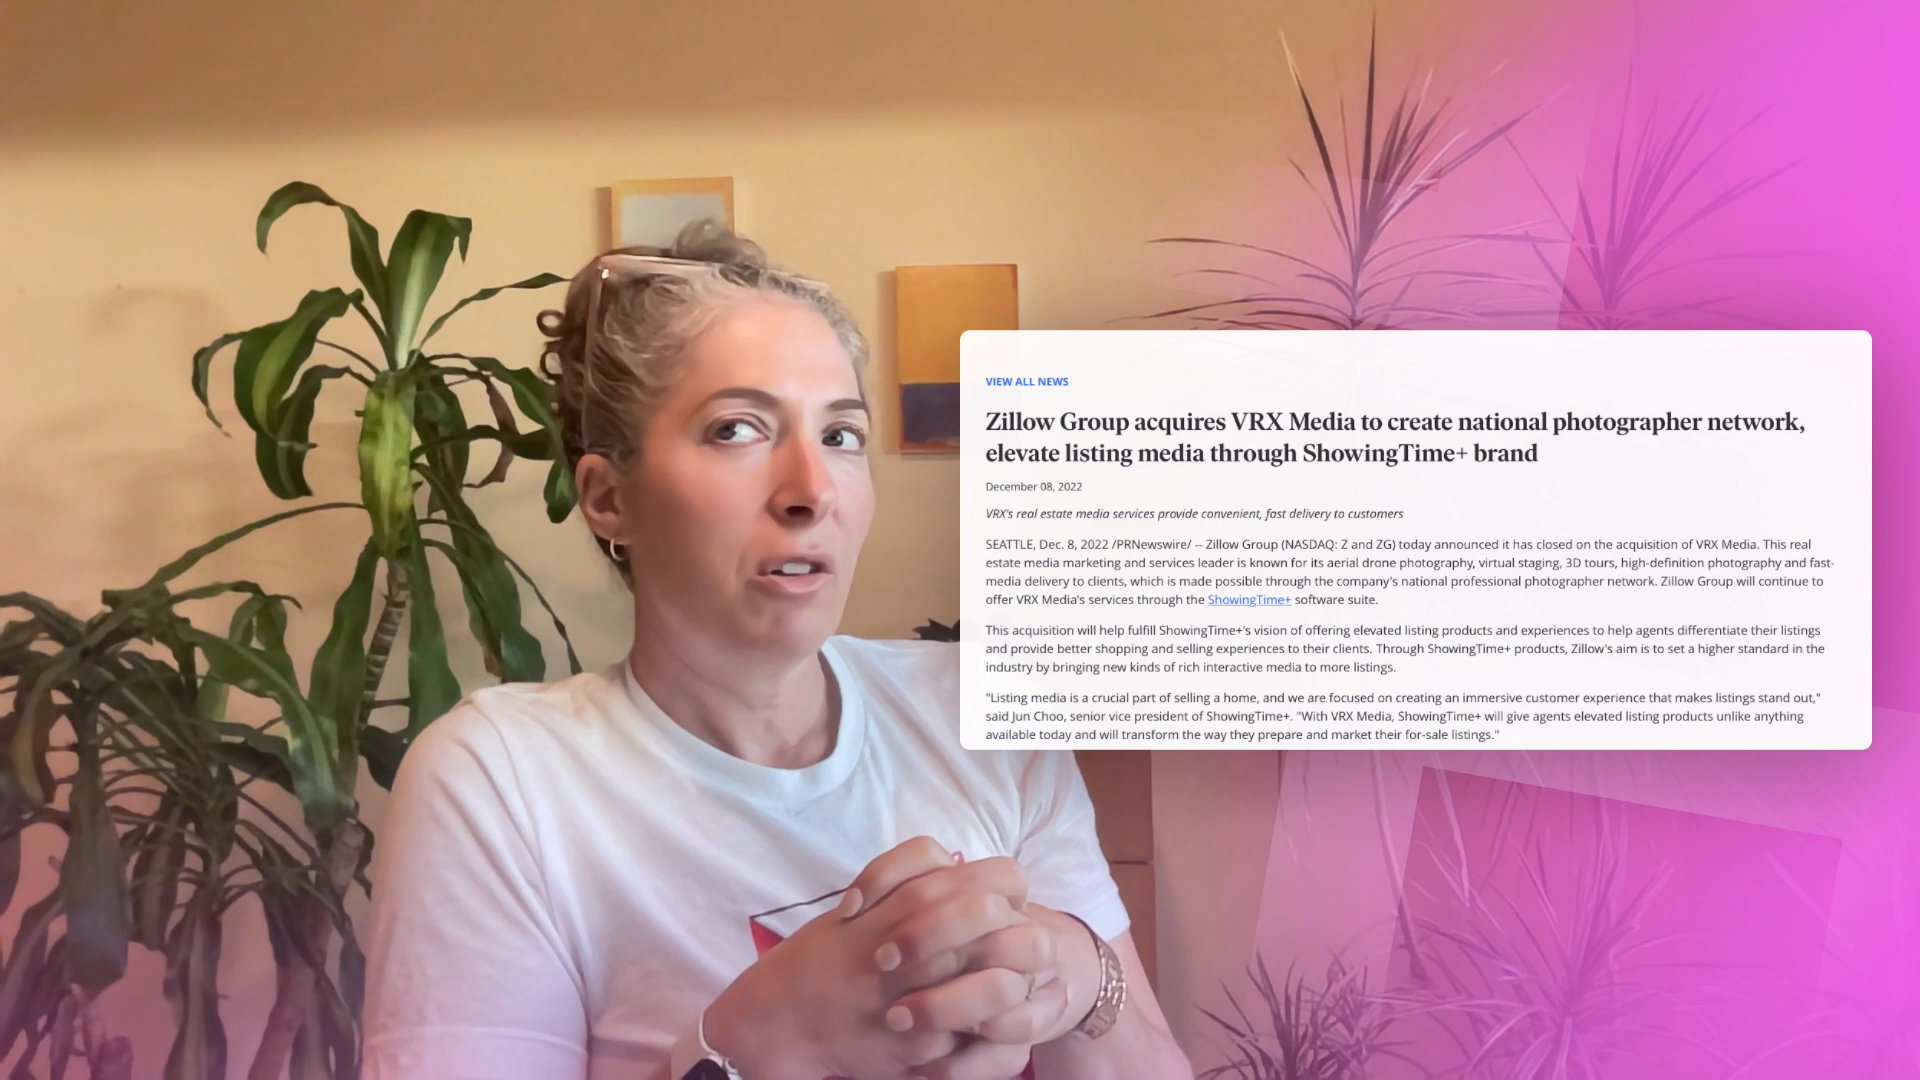 VIEW ALL NEWS
Zillow Group acquires VRX Media to create national photographer network,
elevate listing media through ShowingTime+ brand
December 08, 2022
VRX's real estate media services provide convenient, fast delivery to customers
SEATTLE, Dec. 8, 2022 /PRNewswire/ -- Zillow Group (NASDAQ: Z and ZG) today announced it has closed on the acquisition of VRX Media. This real
estate media marketing and services leader is known for its aerial drone photography, virtual staging, 3D tours, high-definition photography and fast-
media delivery to clients, which is made possible through the company's national professional photographer network. Zillow Group will continue to
offer VRX Media's services through the ShowingTime+ software suite.
This acquisition will help fulfill ShowingTime+'s vision of offering elevated listing products and experiences to help agents differentiate their listings
and provide better shopping and selling experiences to their clients. Through ShowingTime+ products, Zillow's aim is to set a higher standard in the
industry by bringing new kinds of rich interactive media to more listings.
"Listing media is a crucial part of selling a home, and we are focused on creating an immersive customer experience that makes listings stand out,"
said Jun Choo, senior vice president of ShowingTime+. "With VRX Media, ShowingTime+ will give agents elevated listing products unlike anything
available today and will transform the way they prepare and market their for-sale listings."